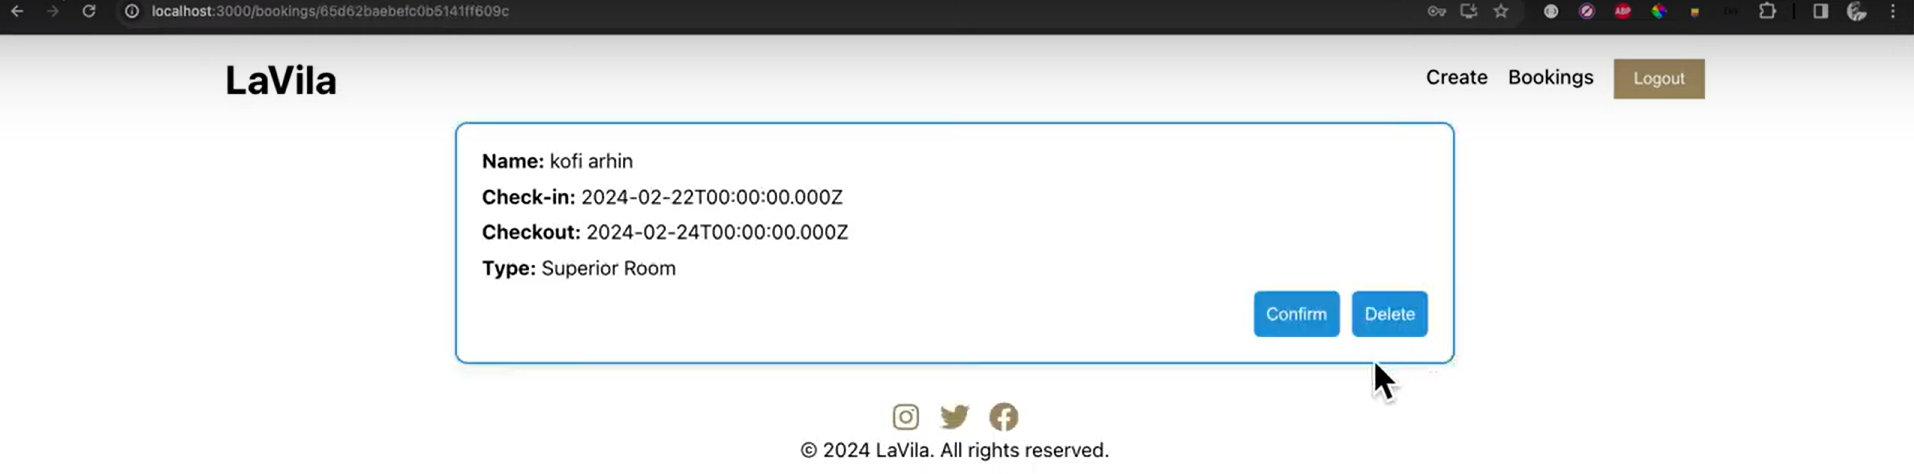 localhost:3000/bookings/65d62baebefc0b5141ff609c
LaVila
Create Bookings Logout
Name: kofi arhin
Check-in: 2024-02-22T00:00:00.000Z
Checkout: 2024-02-24T00:00:00.000Z
Type: Superior Room
Confirm Delete
© 2024 LaVila. All rights reserved.